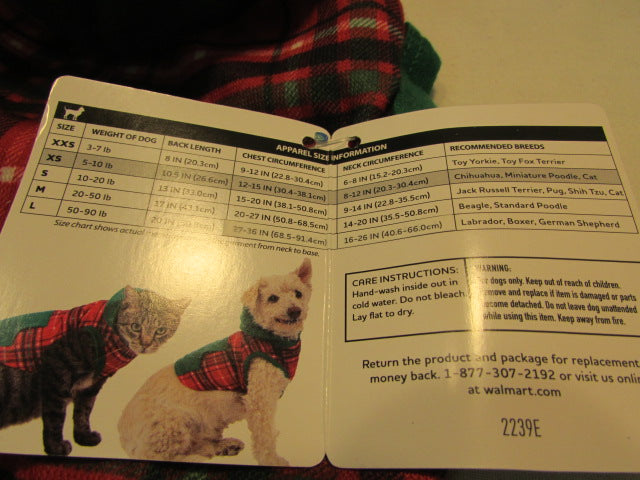 APPAREL SIZE INFORMATION
SIZE WEIGHT OF DOG BACK LENGTH CHEST CIRCUMFERENCE NECK CIRCUMFERENCE RECOMMENDED BREEDS
XXS 3-7 lb 8 IN (20.3cm) 9-12 IN (22.8-30.4cm) 6-8 IN (15.2-20.3cm) Toy Yorkie, Toy Fox Terrier
XS 5-10 lb 10.5 IN (26.6cm) 12-15 IN (30.4-38.1cm) 8-12 IN (20.3-30.4cm) Chihuahua, Miniature Poodle, Cat
S 10-20 lb 13 IN (33.0cm) 15-20 IN (38.1-50.8cm) 9-14 IN (22.8-35.5cm) Jack Russell Terrier, Pug, Shih Tzu, Cat
M 20-50 lb 17 IN 20-27 IN (50.8-68.5cm) 14-20 IN (35.5-50.8cm) Beagle, Standard Poodle
L 50-90 lb 27-36 IN (68.5-91.4cm) 16-26 IN (40.6-66.0cm) Labrador, Boxer, German Shepherd
Size chart shows actual garment from neck to base.
CARE INSTRUCTIONS:
Hand-wash inside out in
cold water. Do not bleach
Lay flat to dry.
WARNING:
dogs only. Keep out of reach of children.
and replace if item is damaged or parts
detached. Do not leave dog unattended
while using this item. Keep away from fire.
Return the product and package for replacement
money back. 1-877-307-2192 or visit us
at walmart.com
2239E